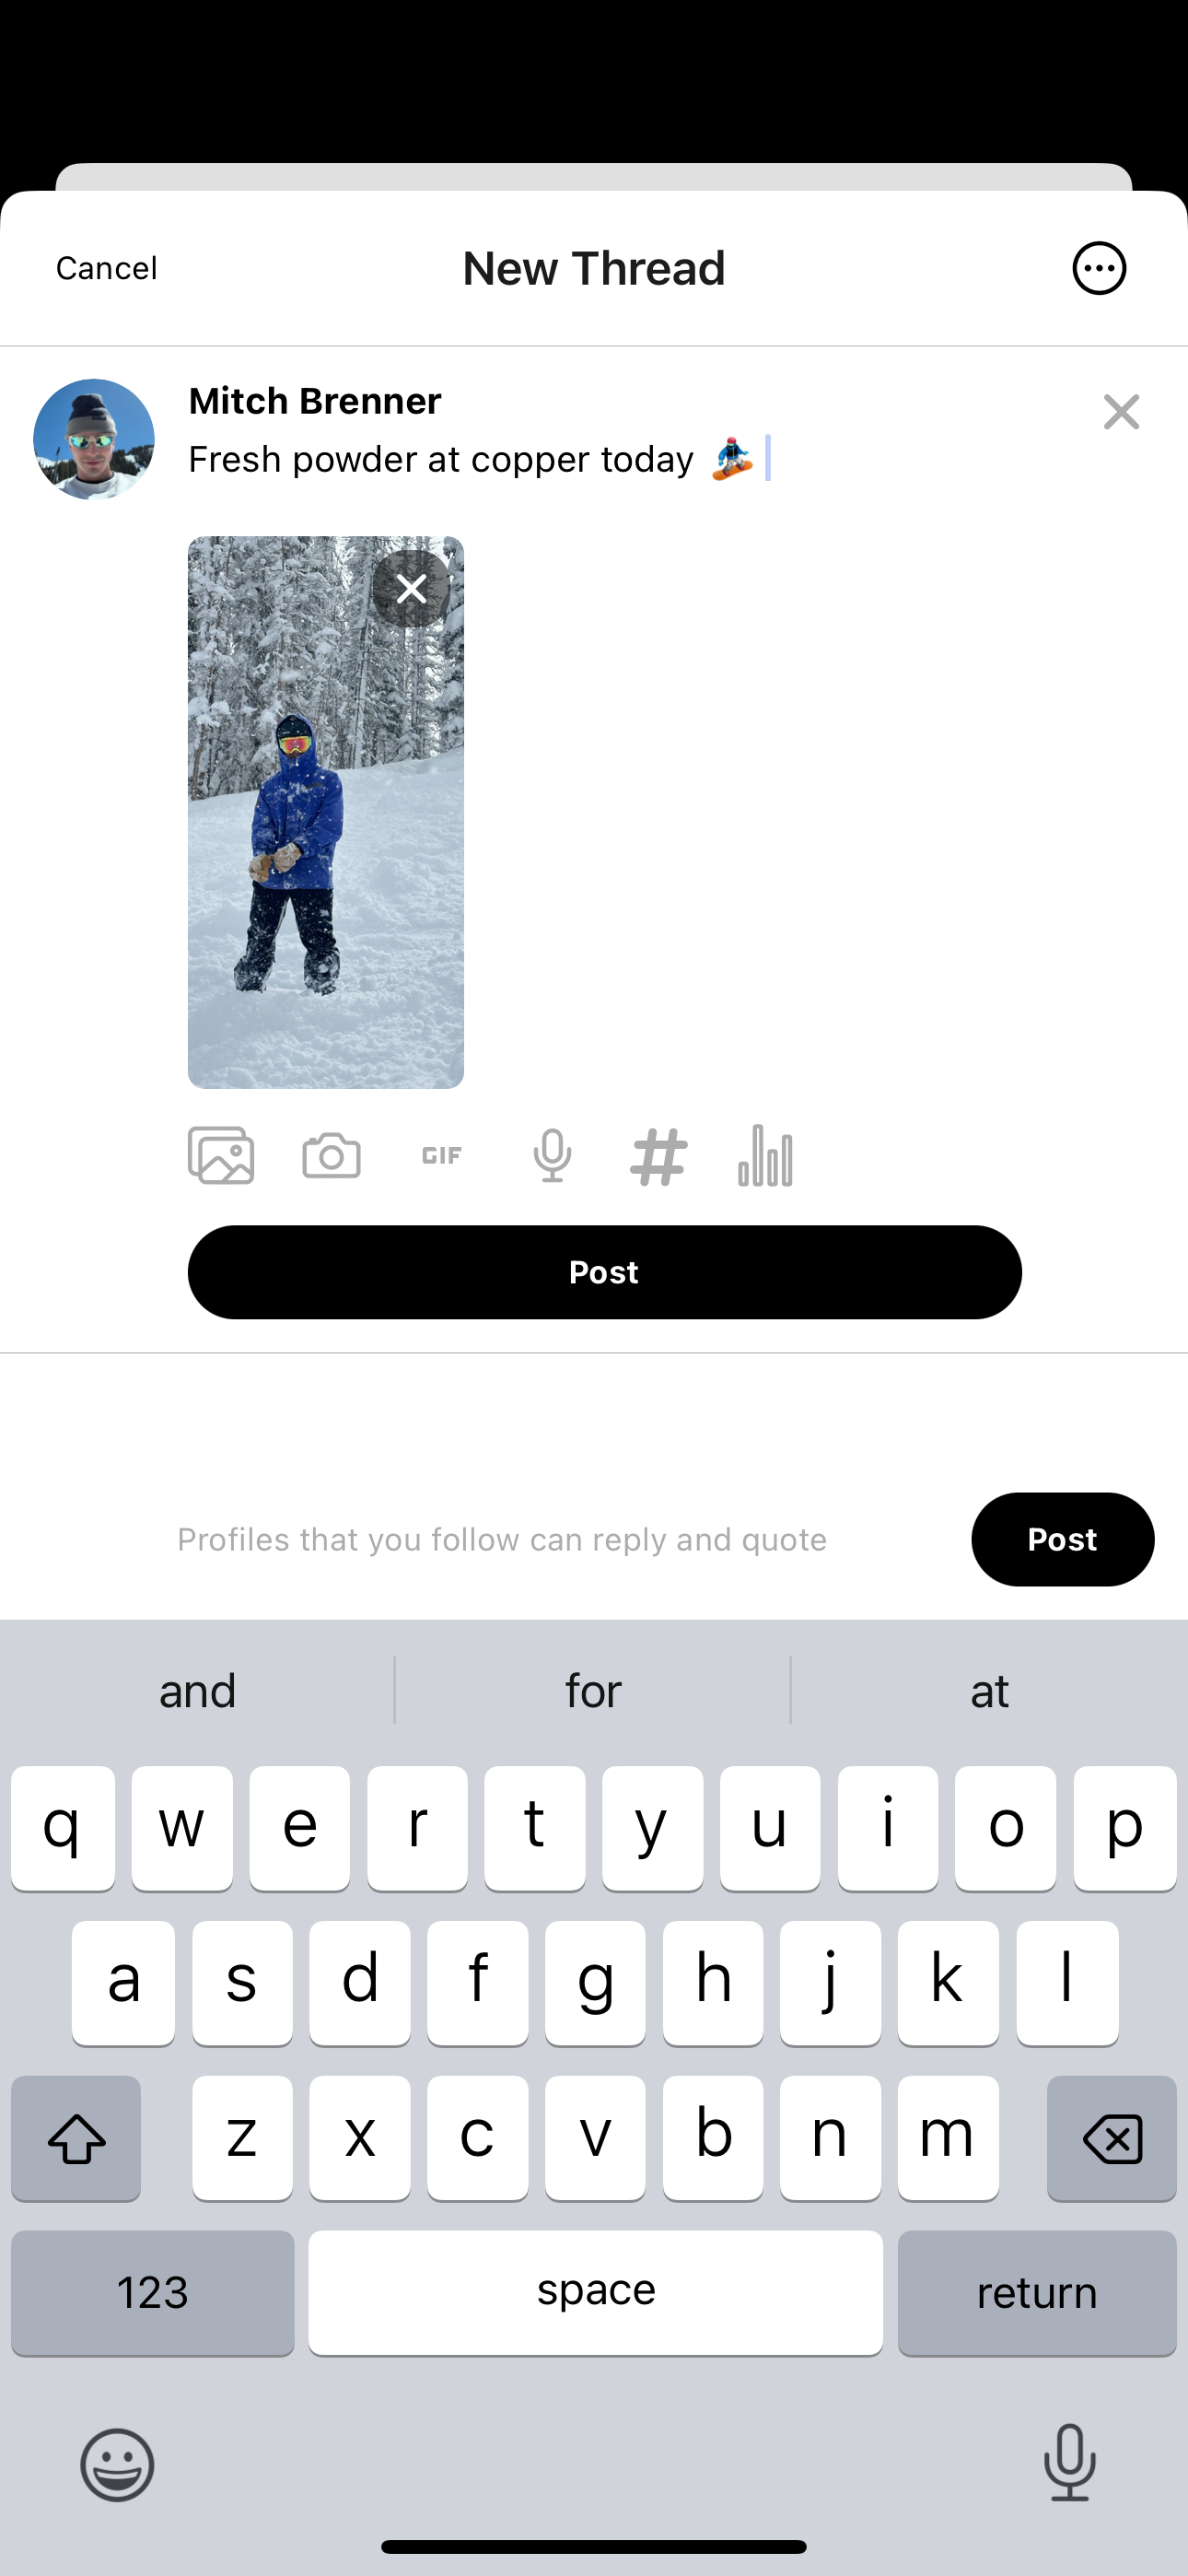 Cancel New Thread
Mitch Brenner
Fresh powder at copper today 🏂
GIF
Post
Profiles that you follow can reply and quote Post
and for at
q w e r t y u i o p
a s d f g h j k l
z x c v b n m
123 space return